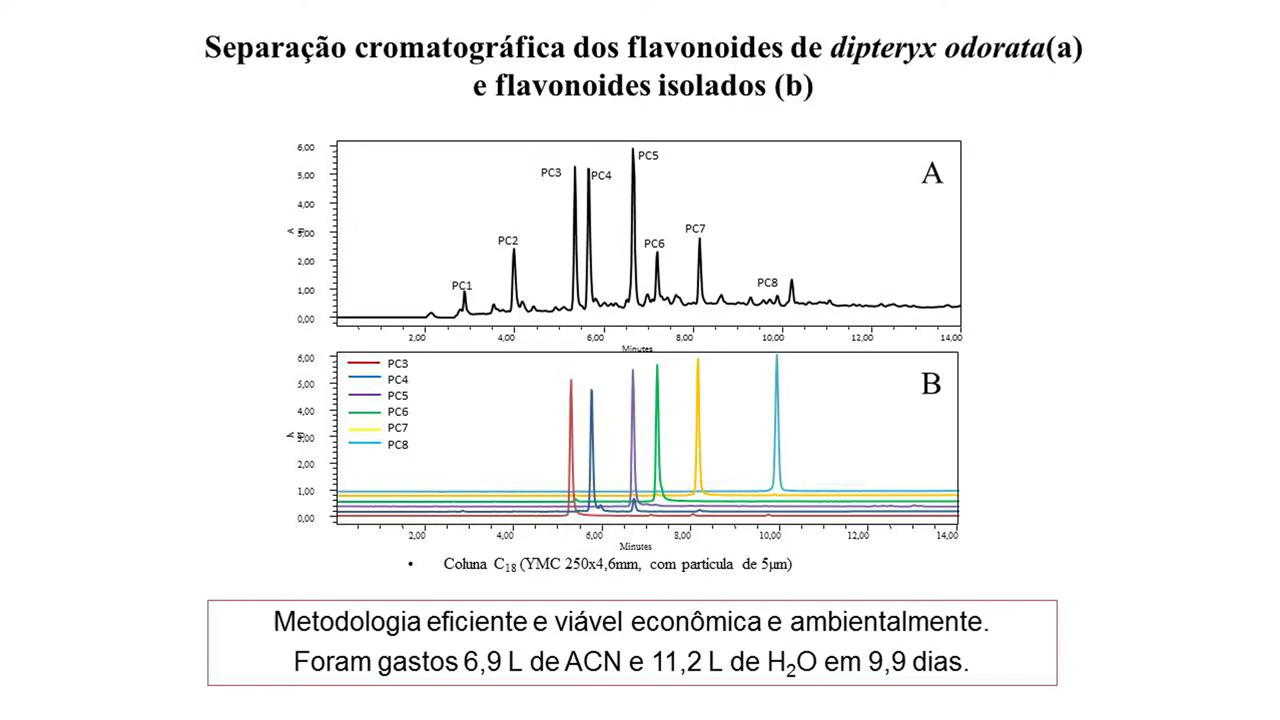 Separação cromatográfica dos flavonoides de dipteryx odorata(a)
e flavonoides isolados (b)
A
6,00
5,00
4,00
3,00
2,00
1,00
0,00
A
PC1
PC2
PC3
PC4
PC5
PC6
PC7
PC8
2,00 4,00 6,00 8,00 10,00 12,00 14,00
Minutes
B
6,00
5,00
4,00
3,00
2,00
1,00
0,00
A
PC3
PC4
PC5
PC6
PC7
PC8
2,00 4,00 6,00 8,00 10,00 12,00 14,00
Minutes
• Coluna C18 (YMC 250x4,6mm, com partícula de 5μm)
Metodologia eficiente e viável econômica e ambientalmente.
Foram gastos 6,9 L de ACN e 11,2 L de H2O em 9,9 dias.